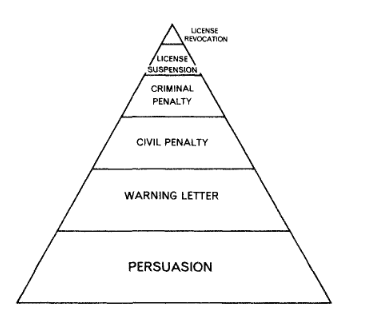 LICENSE
REVOCATION
LICENSE
SUSPENSION
CRIMINAL
PENALTY
CIVIL PENALTY
WARNING LETTER
PERSUASION